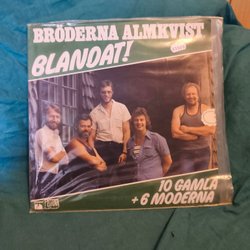 BRÖDERNA ALMKVIST
BLANDAT!
10 GAMLA
+ 6 MODERNA